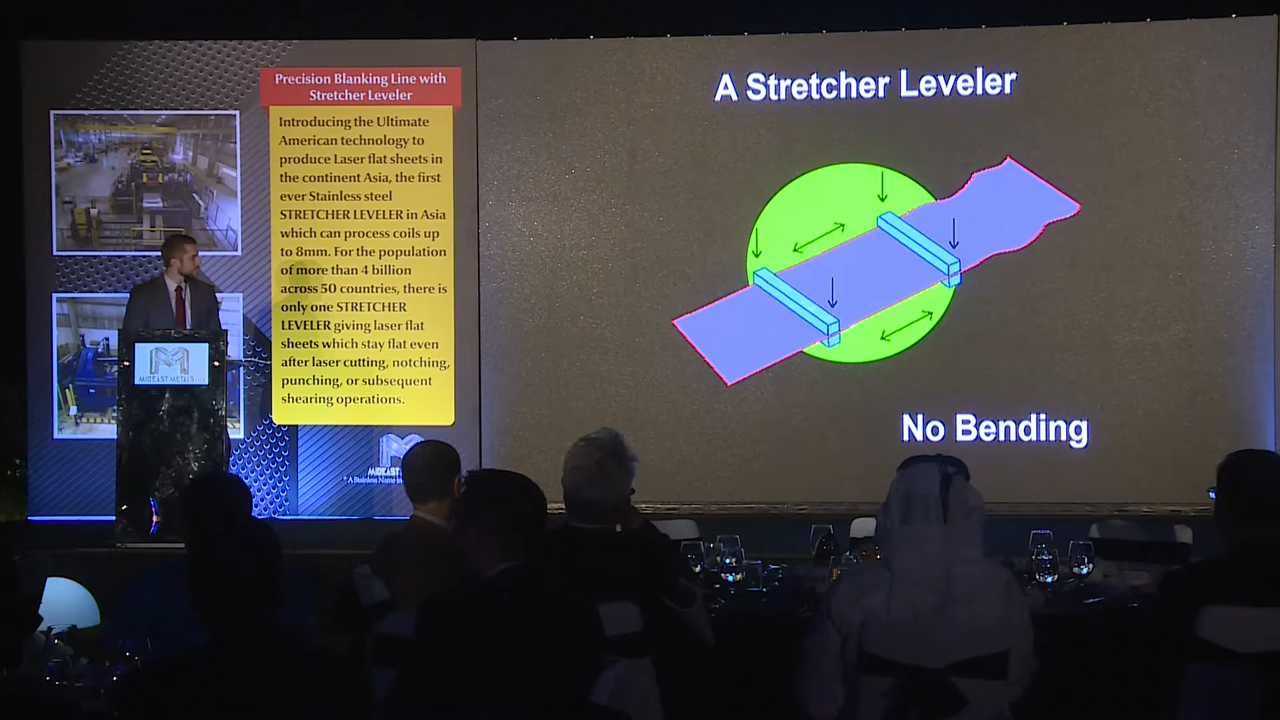 Precision Blanking Line with
Stretcher Leveler
Introducing the Ultimate
American technology to
produce Laser flat sheets in
the continent Asia, the first
ever Stainless steel
STRETCHER LEVELER in Asia
which can process coils up
to 8mm. For the population
of more than 4 billion
across 50 countries, there is
only one STRETCHER
LEVELER giving laser flat
sheets which stay flat even
after laser cutting, notching,
punching, or subsequent
shearing operations.
MIDEAST METALS
MIDEAST
"A Stainless Name
A Stretcher Leveler
No Bending